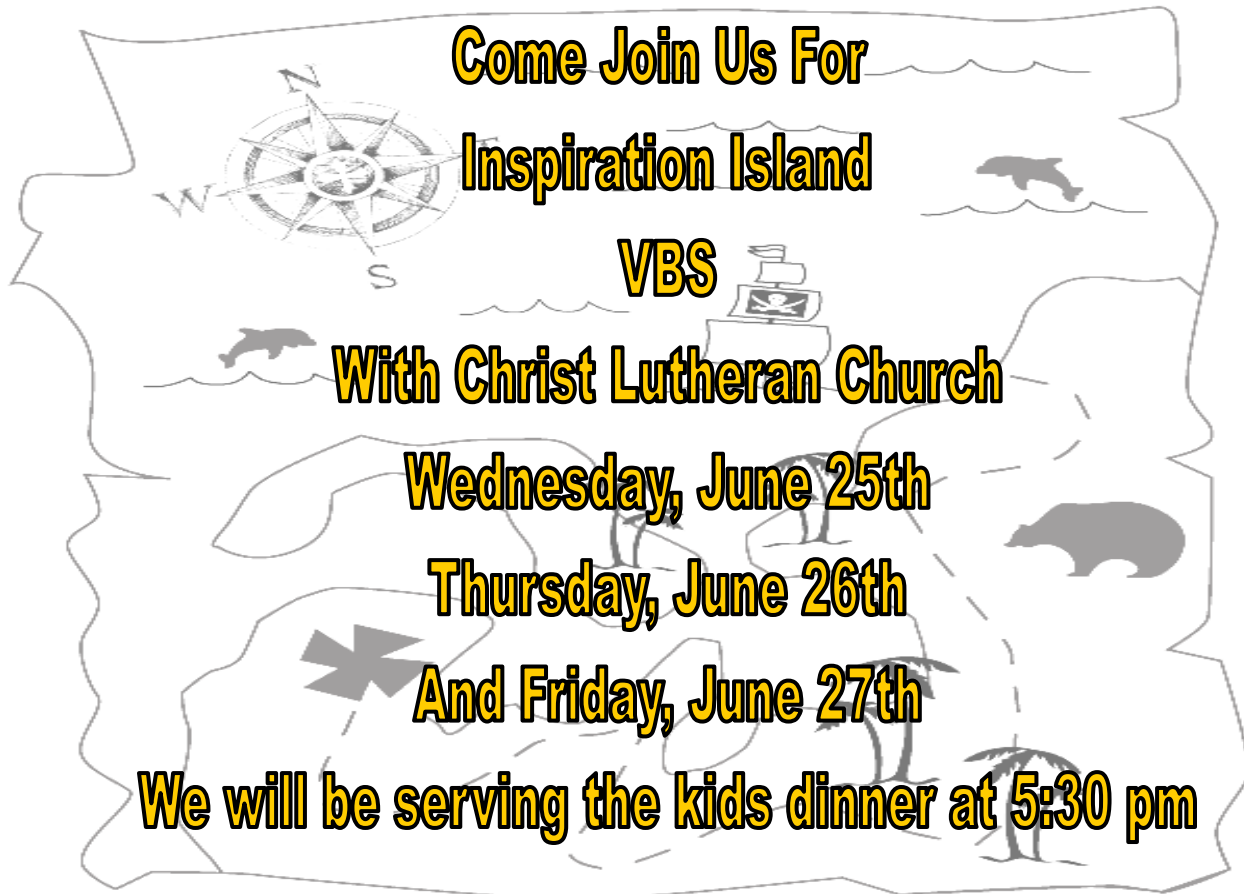 Come Join Us For
Inspiration Island
VBS
With Christ Lutheran Church
Wednesday, June 25th
Thursday, June 26th
And Friday, June 27th
We will be serving the kids dinner at 5:30 pm
N
W
S